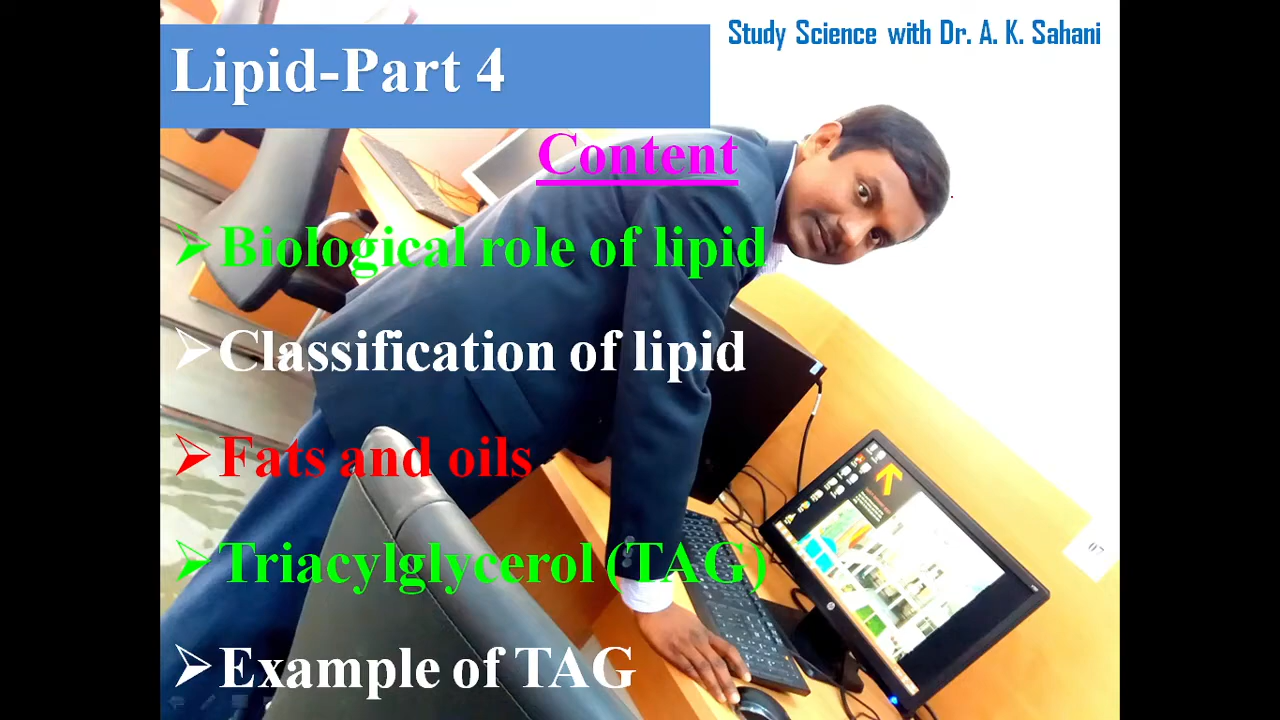 Study Science with Dr. A. K. Sahani
Lipid-Part 4
Content
Biological role of lipid
Classification of lipid
Fats and oils
Triacylglycerol (TAG)
Example of TAG